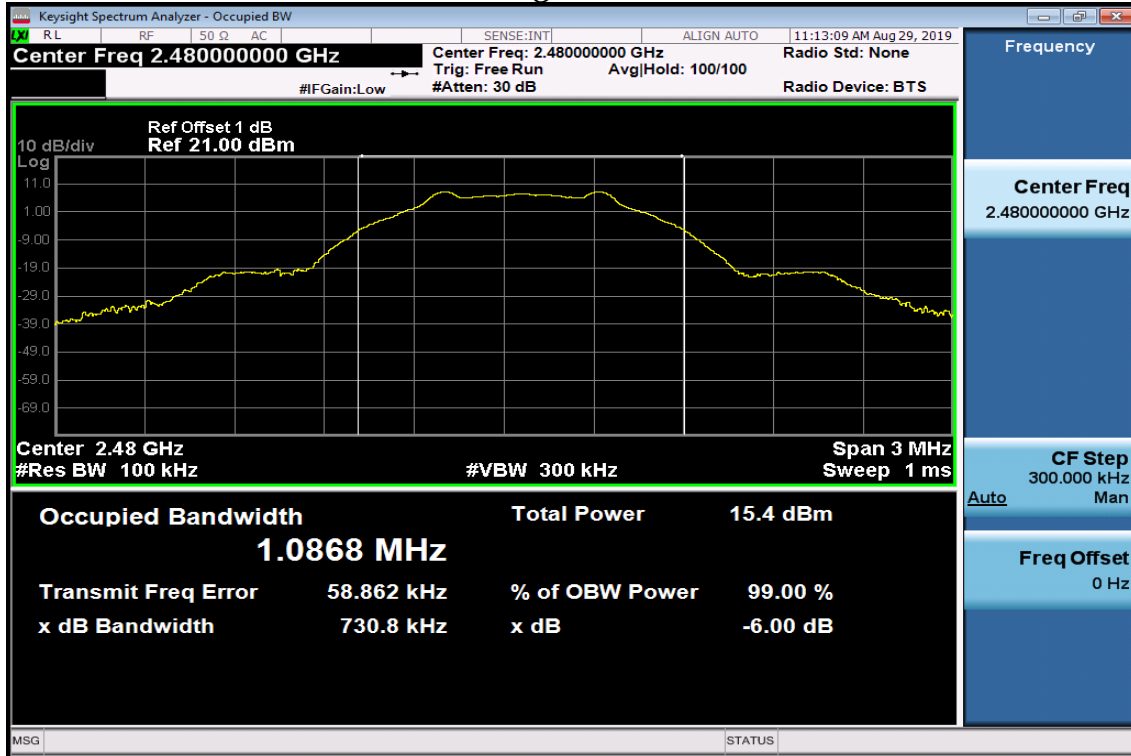 Keysight Spectrum Analyzer - Occupied BW
LXI RL RF 50 Ω AC SENSE:INT ALIGN AUTO 11:13:09 AM Aug 29, 2019
Center Freq 2.480000000 GHz Center Freq: 2.480000000 GHz Radio Std: None
Trig: Free Run Avg|Hold: 100/100
#IFGain:Low #Atten: 30 dB Radio Device: BTS
Ref Offset 1 dB
10 dB/div Ref 21.00 dBm
Log
11.0
1.00
-9.00
-19.0
-29.0
-39.0
-49.0
-59.0
-69.0
Center 2.48 GHz Span 3 MHz
#Res BW 100 kHz #VBW 300 kHz Sweep 1 ms
Occupied Bandwidth Total Power 15.4 dBm
1.0868 MHz
Transmit Freq Error 58.862 kHz % of OBW Power 99.00 %
x dB Bandwidth 730.8 kHz x dB -6.00 dB
MSG STATUS
Frequency
Center Freq
2.480000000 GHz
CF Step
300.000 kHz
Auto Man
Freq Offset
0 Hz